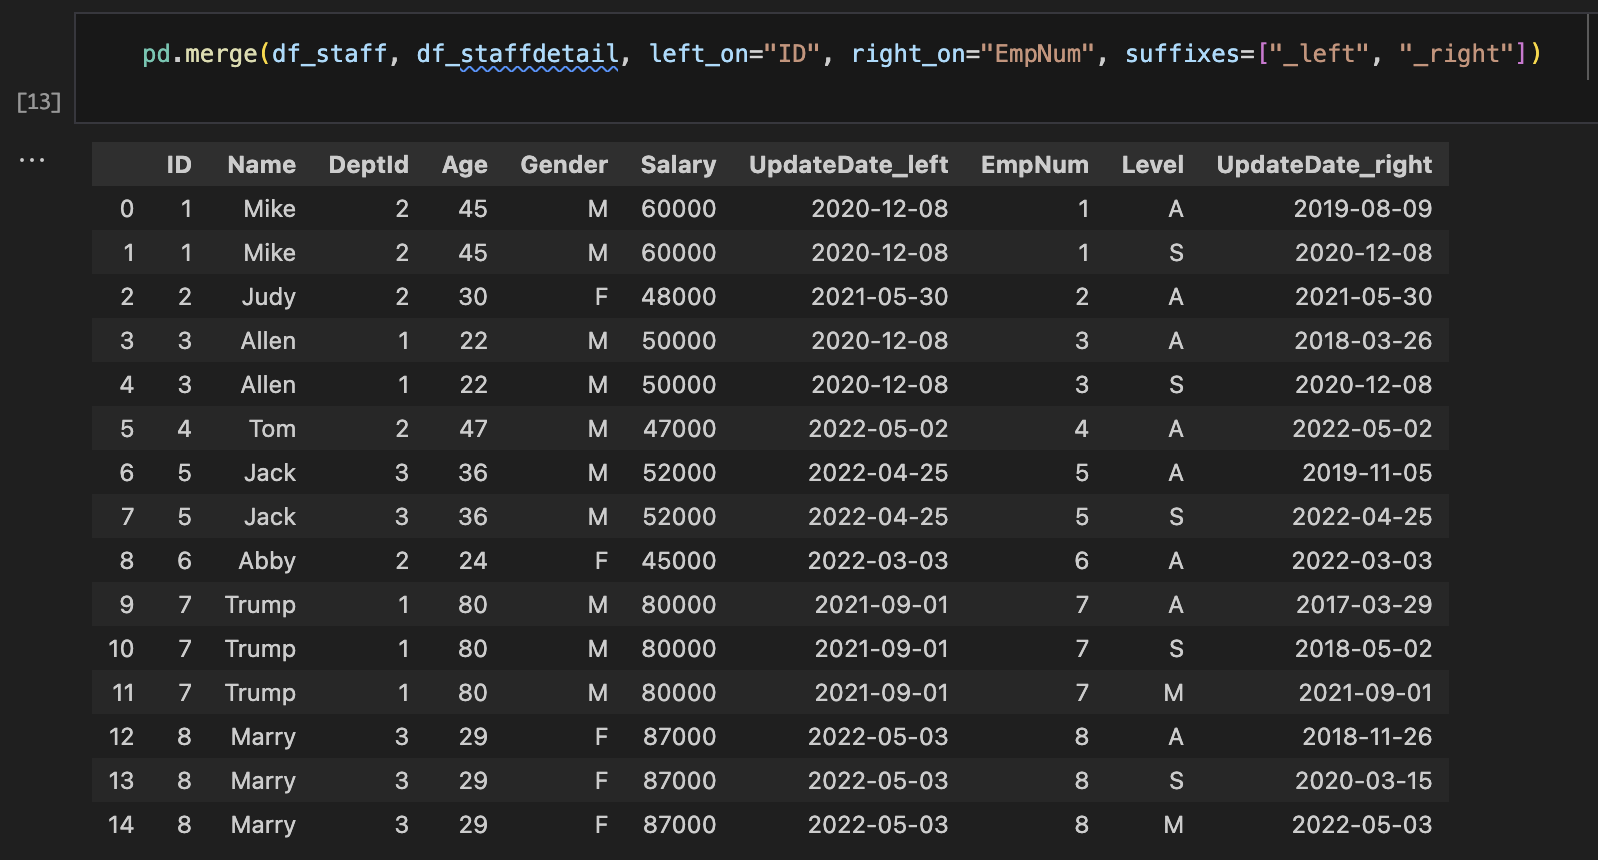 pd.merge(df_staff, df_staffdetail, left_on="ID", right_on="EmpNum", suffixes=["_left", "_right"])
[13]
...
ID Name DeptId Age Gender Salary UpdateDate_left EmpNum Level UpdateDate_right
0 1 Mike 2 45 M 60000 2020-12-08 1 A 2019-08-09
1 1 Mike 2 45 M 60000 2020-12-08 1 S 2020-12-08
2 2 Judy 2 30 F 48000 2021-05-30 2 A 2021-05-30
3 3 Allen 1 22 M 50000 2020-12-08 3 A 2018-03-26
4 3 Allen 1 22 M 50000 2020-12-08 3 S 2020-12-08
5 4 Tom 2 47 M 47000 2022-05-02 4 A 2022-05-02
6 5 Jack 3 36 M 52000 2022-04-25 5 A 2019-11-05
7 5 Jack 3 36 M 52000 2022-04-25 5 S 2022-04-25
8 6 Abby 2 24 F 45000 2022-03-03 6 A 2022-03-03
9 7 Trump 1 80 M 80000 2021-09-01 7 A 2017-03-29
10 7 Trump 1 80 M 80000 2021-09-01 7 S 2018-05-02
11 7 Trump 1 80 M 80000 2021-09-01 7 M 2021-09-01
12 8 Marry 3 29 F 87000 2022-05-03 8 A 2018-11-26
13 8 Marry 3 29 F 87000 2022-05-03 8 S 2020-03-15
14 8 Marry 3 29 F 87000 2022-05-03 8 M 2022-05-03